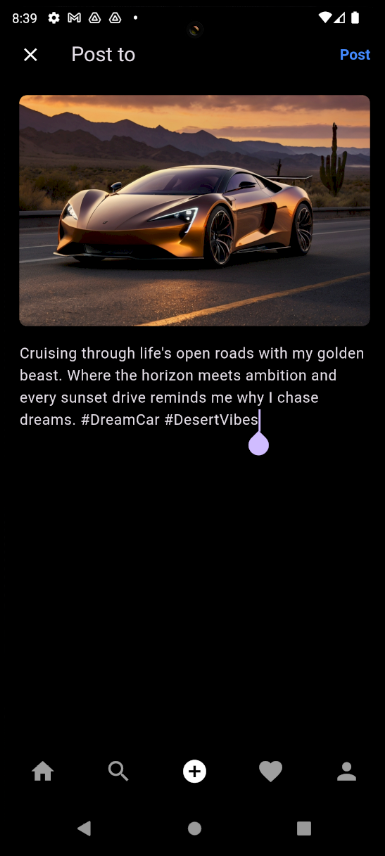 8:39
Post to
Post
Cruising through life's open roads with my golden
beast. Where the horizon meets ambition and
every sunset drive reminds me why I chase
dreams. #DreamCar #DesertVibes